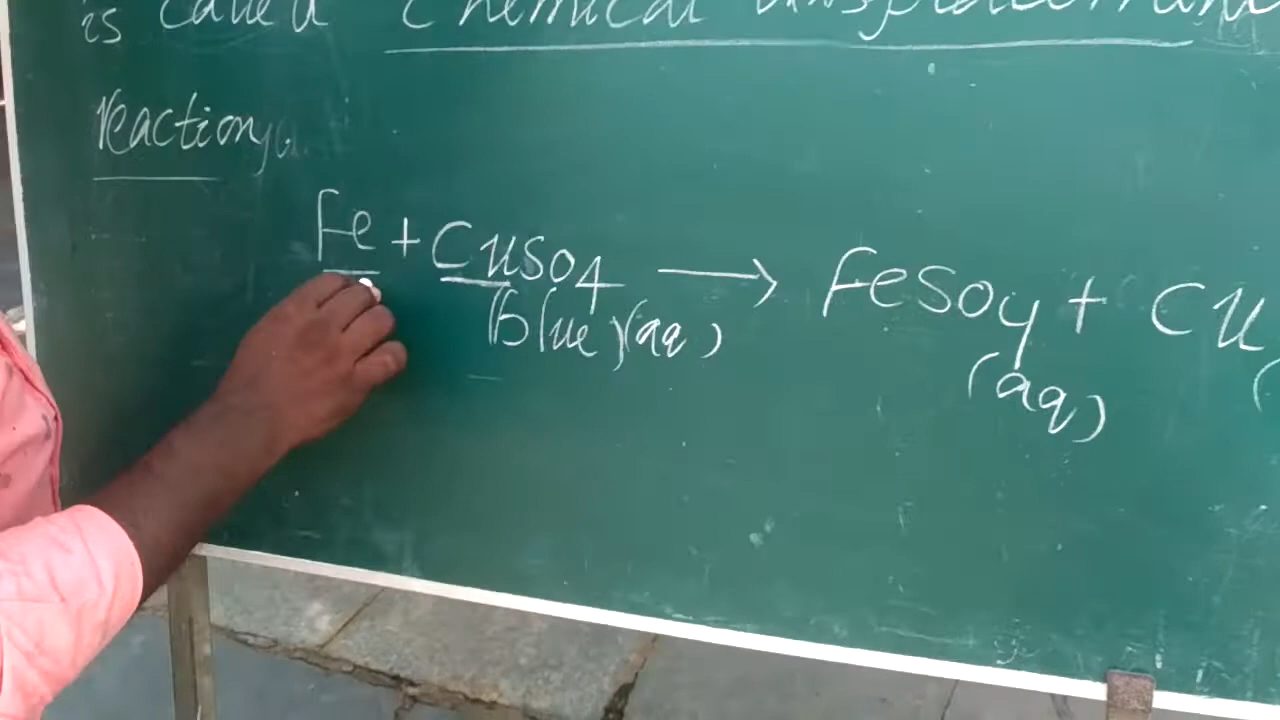 is called Chemical displacement
reaction.
Fe + CuSO4 → FeSO4 + Cu
(blue)(aq) (aq) (